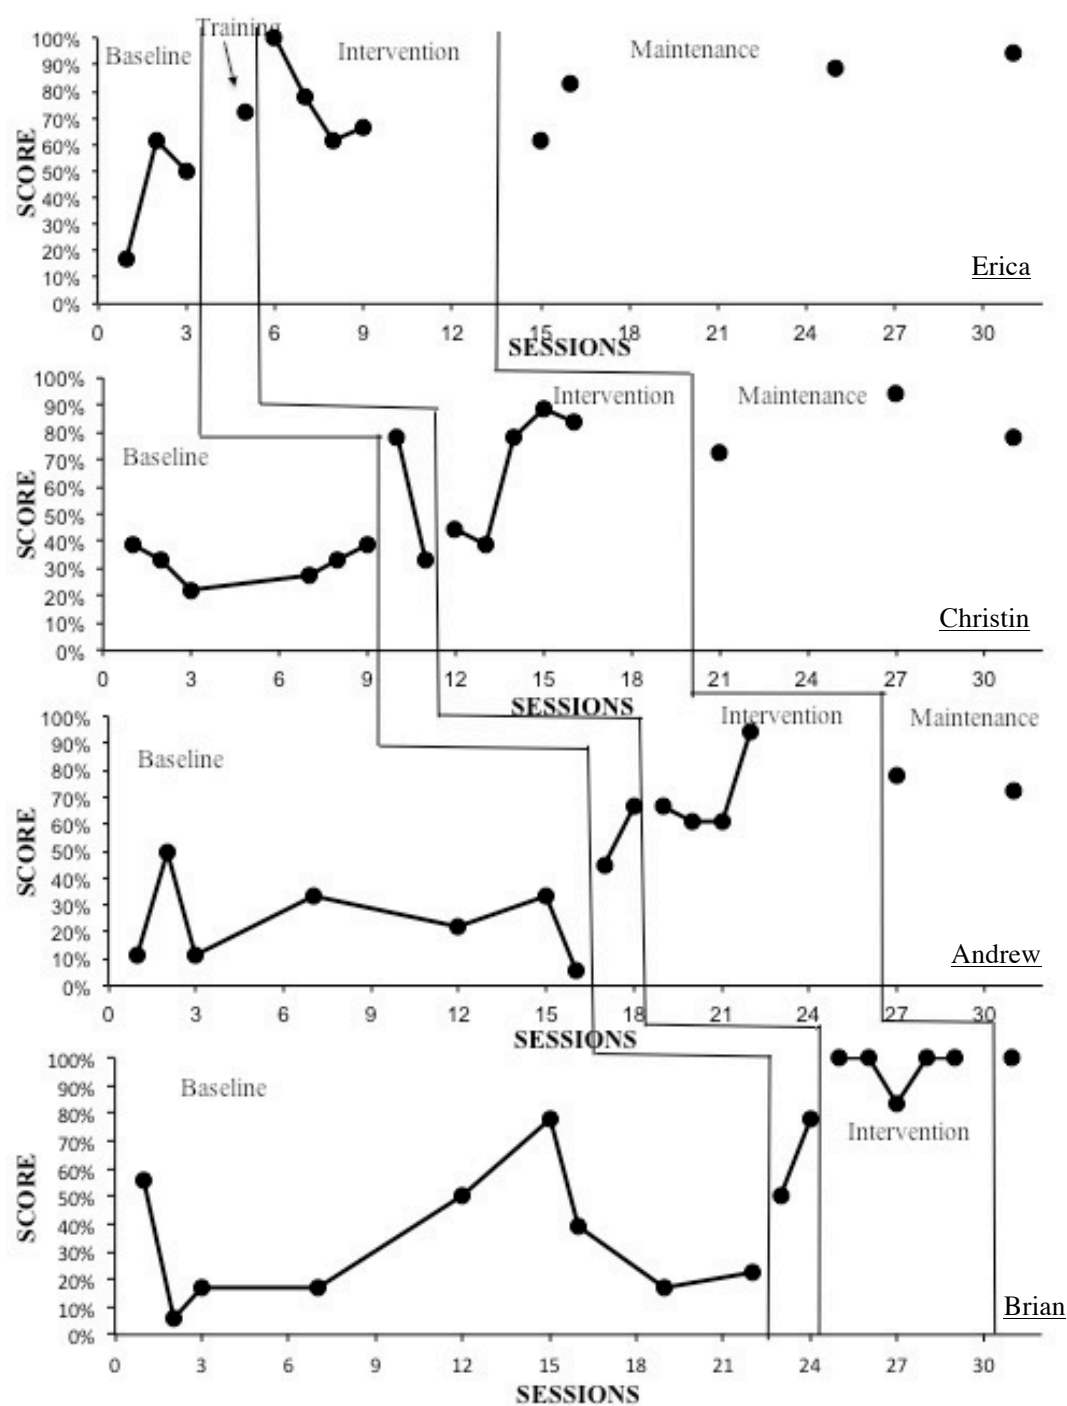 Training
100%
Baseline
Intervention
Maintenance
90%
80%
70%
60%
50%
40%
30%
20%
10%
0%
SCORE
Erica
0 3 6 9 12 15 18 21 24 27 30
SESSIONS
100%
90%
80%
70%
60%
50%
40%
30%
20%
10%
0%
SCORE
Intervention
Maintenance
Baseline
Christin
0 3 6 9 12 15 18 21 24 27 30
SESSIONS
100%
90%
80%
70%
60%
50%
40%
30%
20%
10%
0%
SCORE
Intervention
Maintenance
Baseline
Andrew
0 3 6 9 12 15 18 21 24 27 30
SESSIONS
100%
90%
80%
70%
60%
50%
40%
30%
20%
10%
0%
SCORE
Baseline
Intervention
Brian
0 3 6 9 12 15 18 21 24 27 30
SESSIONS